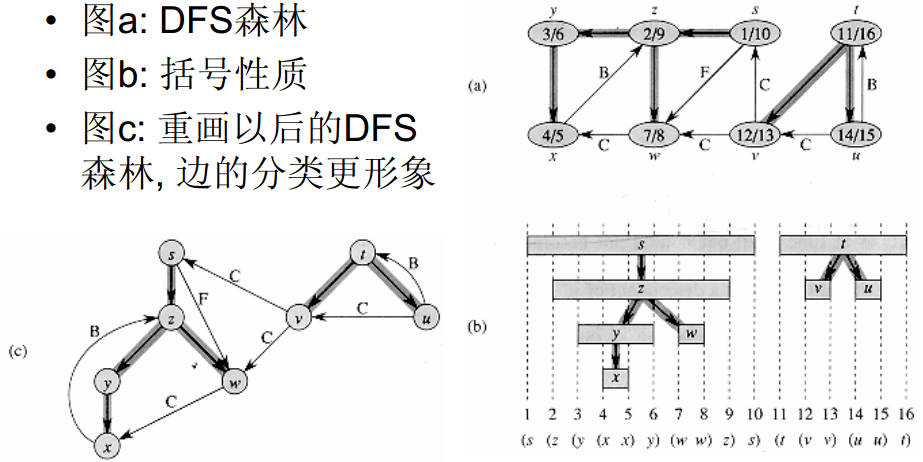 • 图a: DFS森林
• 图b: 括号性质
• 图c: 重画以后的DFS
森林, 边的分类更形象
y z s t
3/6 2/9 1/10 11/16
B F C B
(a)
4/5 7/8 12/13 14/15
C C C
x w v u
s t
C B
F
z v C u
B C
(c)
y w
C
x
s t
z v u
(b)
y w
x
1 2 3 4 5 6 7 8 9 10 11 12 13 14 15 16
(s (z (y (x x) y) (w w) z) s) (t (v v) (u u) t)